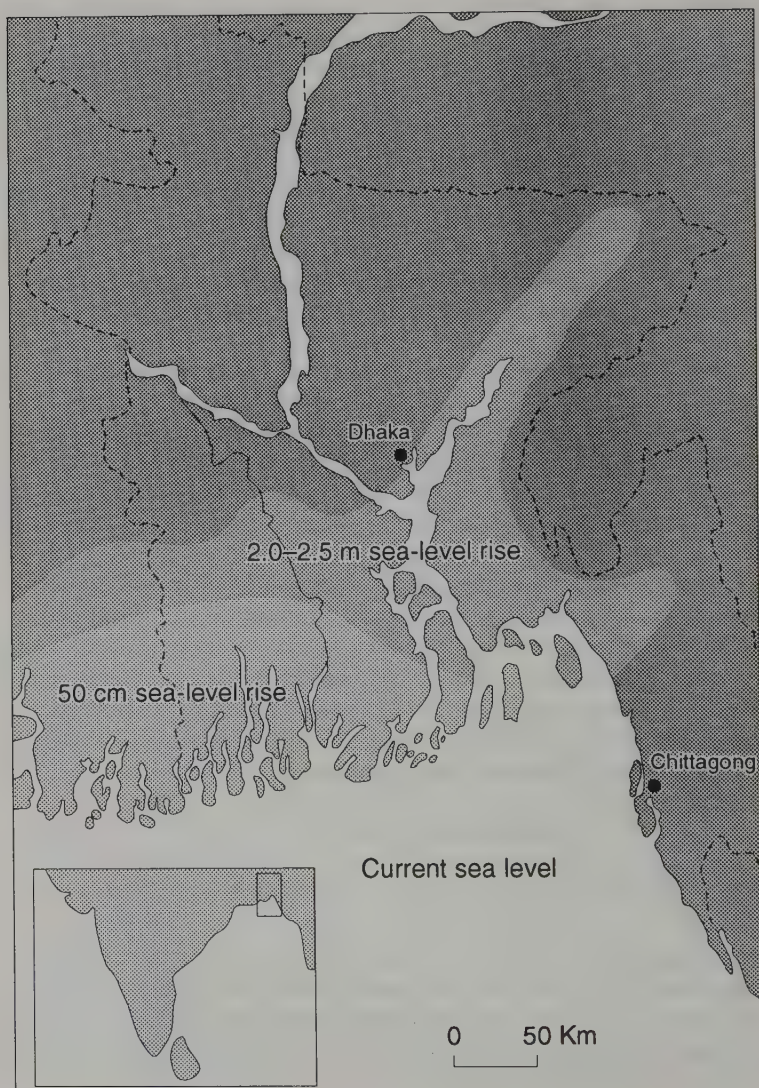 Dhaka
2.0–2.5 m sea-level rise
50 cm sea-level rise
Chittagong
Current sea level
0 50 Km